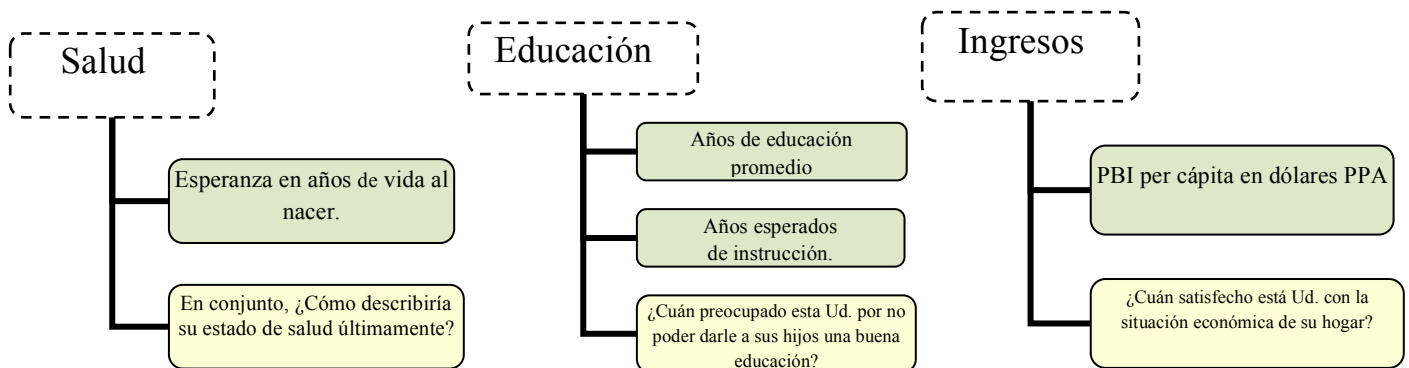 Salud
Esperanza en años de vida al
nacer.
En conjunto, ¿Cómo describiría
su estado de salud últimamente?
Educación
Años de educación
promedio
Años esperados
de instrucción.
¿Cuán preocupado esta Ud. por no
poder darle a sus hijos una buena
educación?
Ingresos
PBI per cápita en dólares PPA
¿Cuán satisfecho está Ud. con la
situación económica de su hogar?